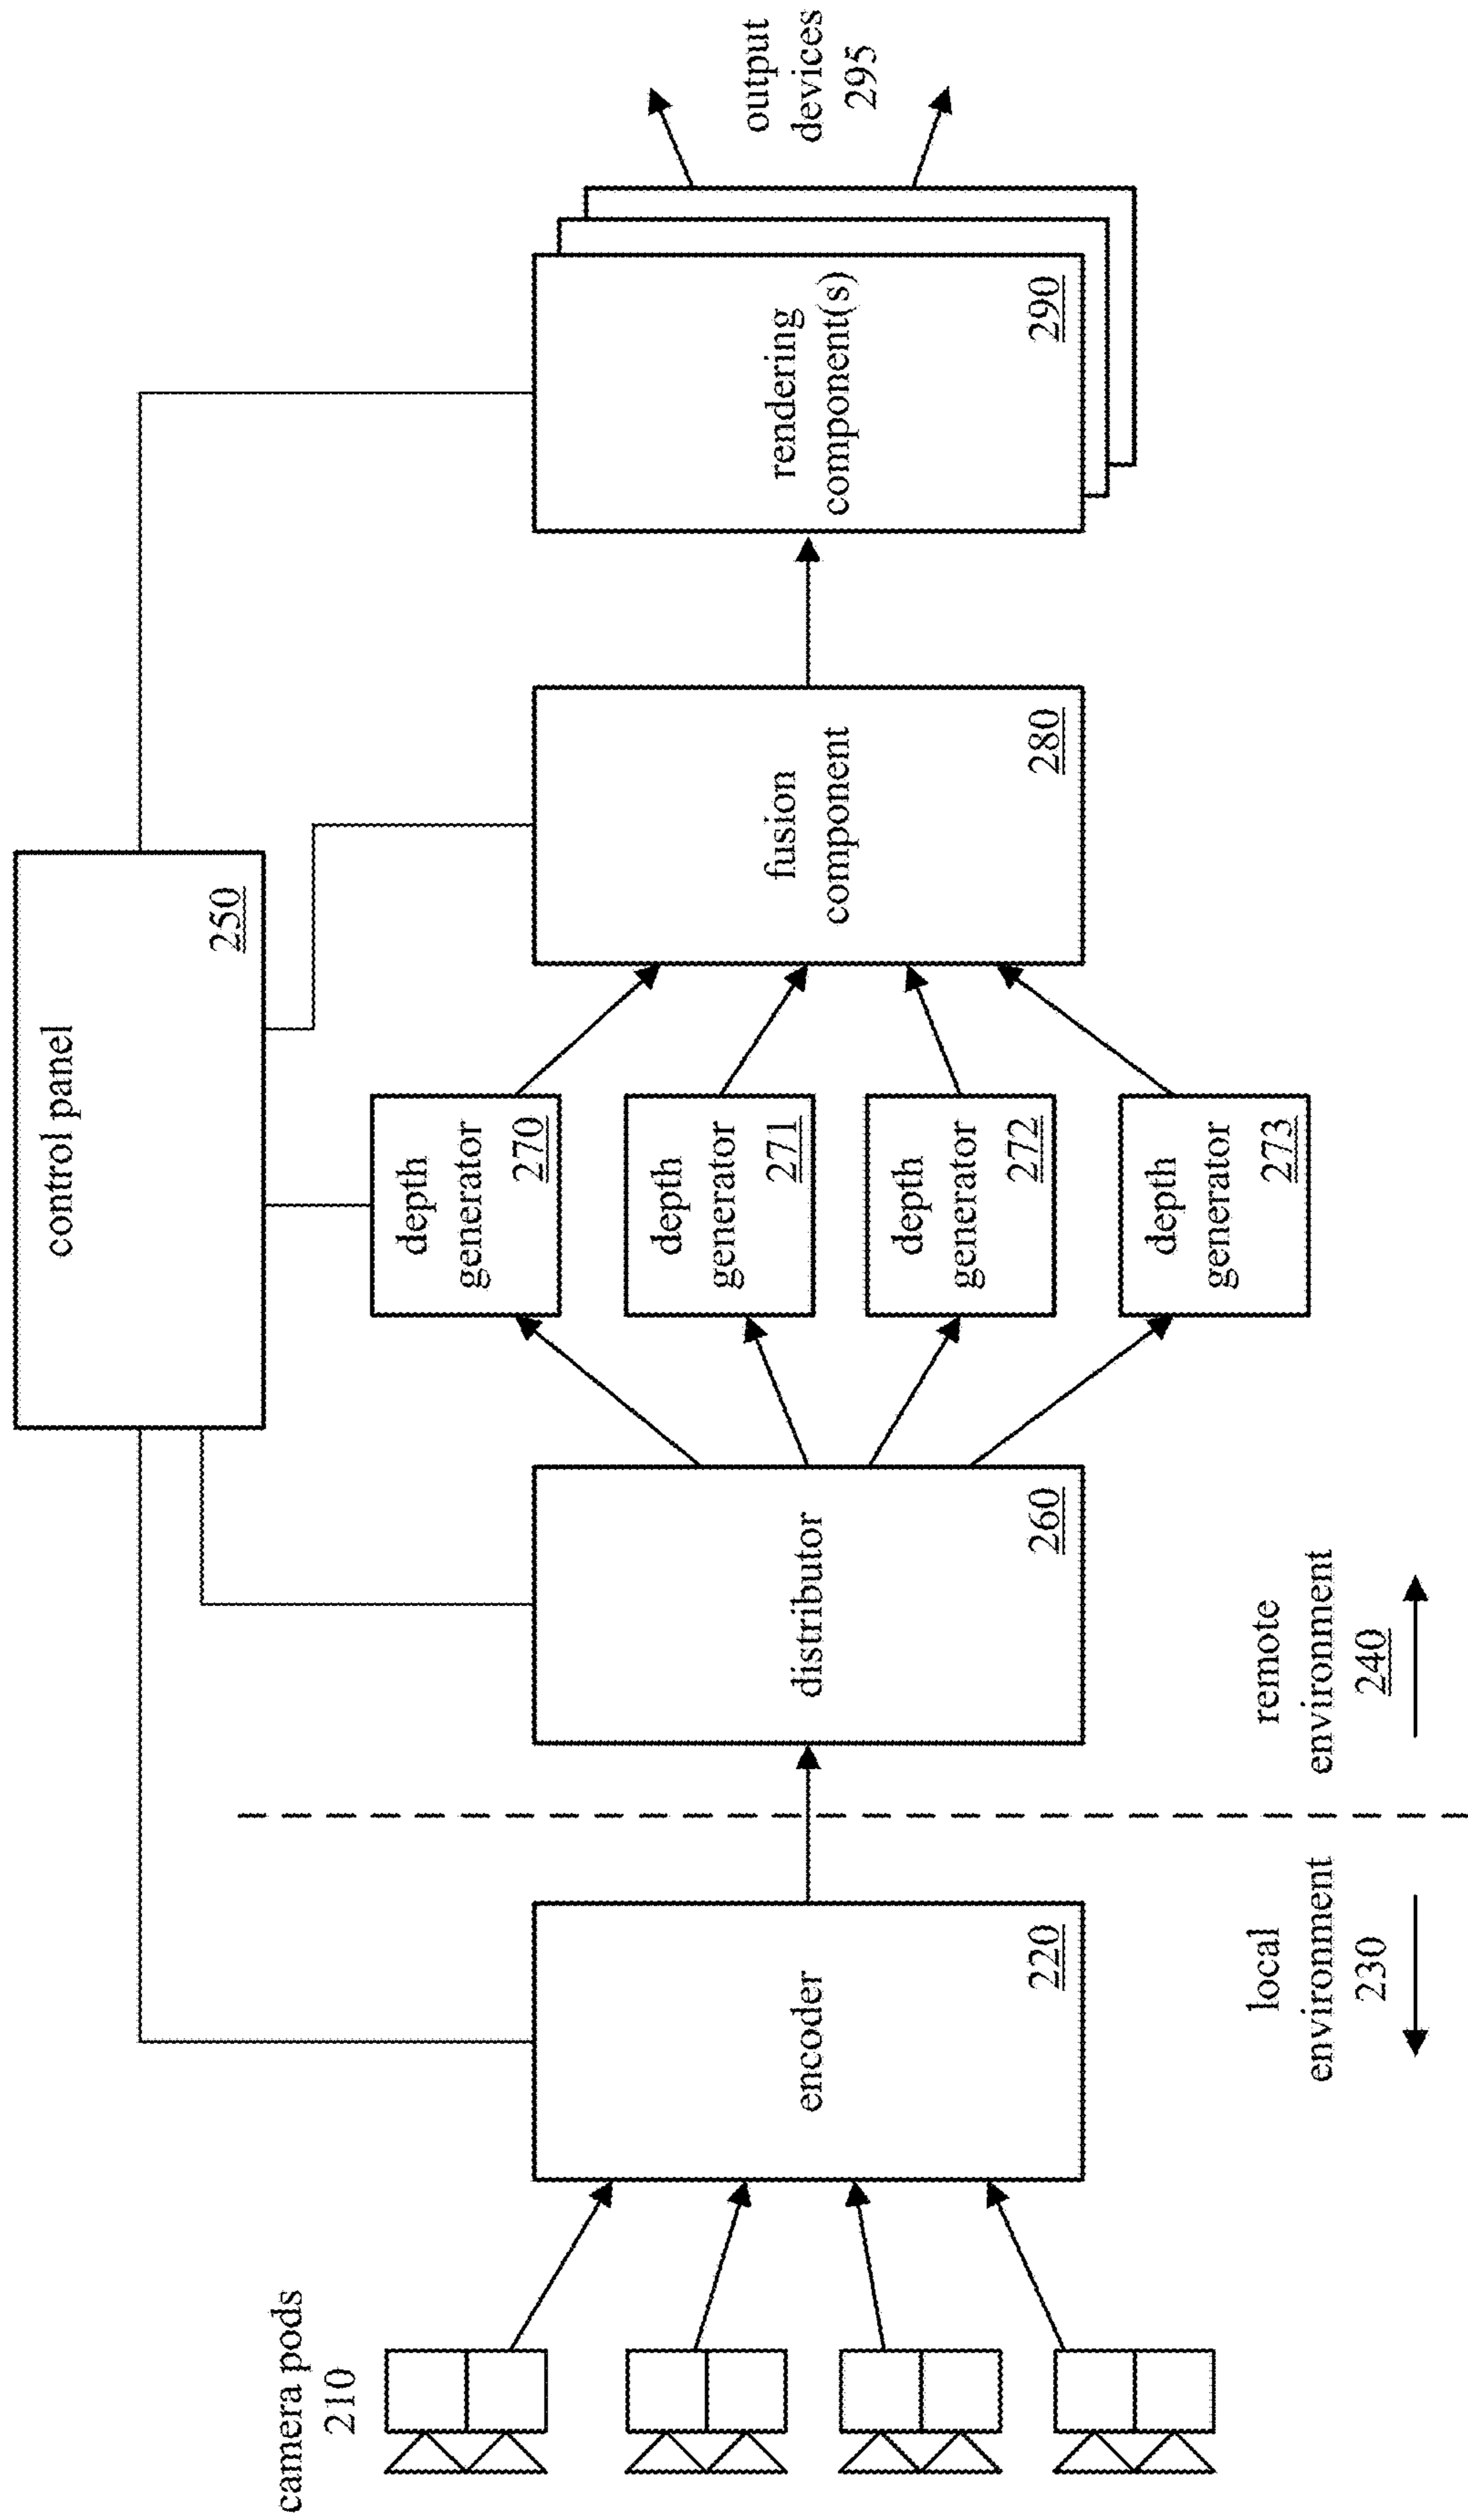 control panel
250
camera pods
210
encoder
220
distributor
260
depth
generator
270
depth
generator
271
depth
generator
272
depth
generator
273
fusion
component
280
rendering
component(s)
290
output
devices
295
local
environment
230
remote
environment
240